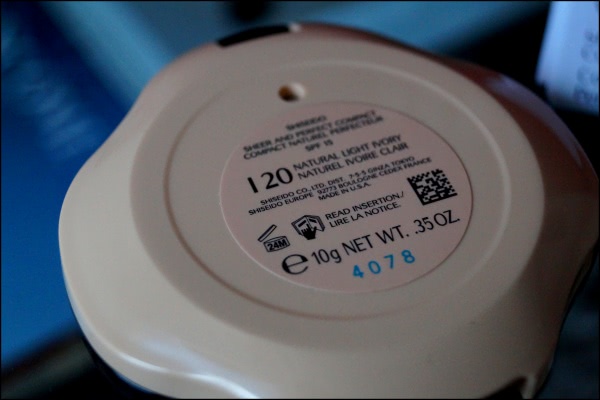 SHISEIDO
SHEER AND PERFECT COMPACT
COMPACT NATUREL PERFECTEUR
SPF 15
I 20 NATURAL LIGHT IVORY
NATUREL IVOIRE CLAIR
SHISEIDO CO., LTD. DIST. 7-5-5 GINZA TOKYO
SHISEIDO EUROPE 92773 BOULOGNE CEDEX FRANCE
MADE IN U.S.A.
24M
READ INSERTION./
LIRE LA NOTICE.
℮ 10g NET WT. .35 OZ
4078